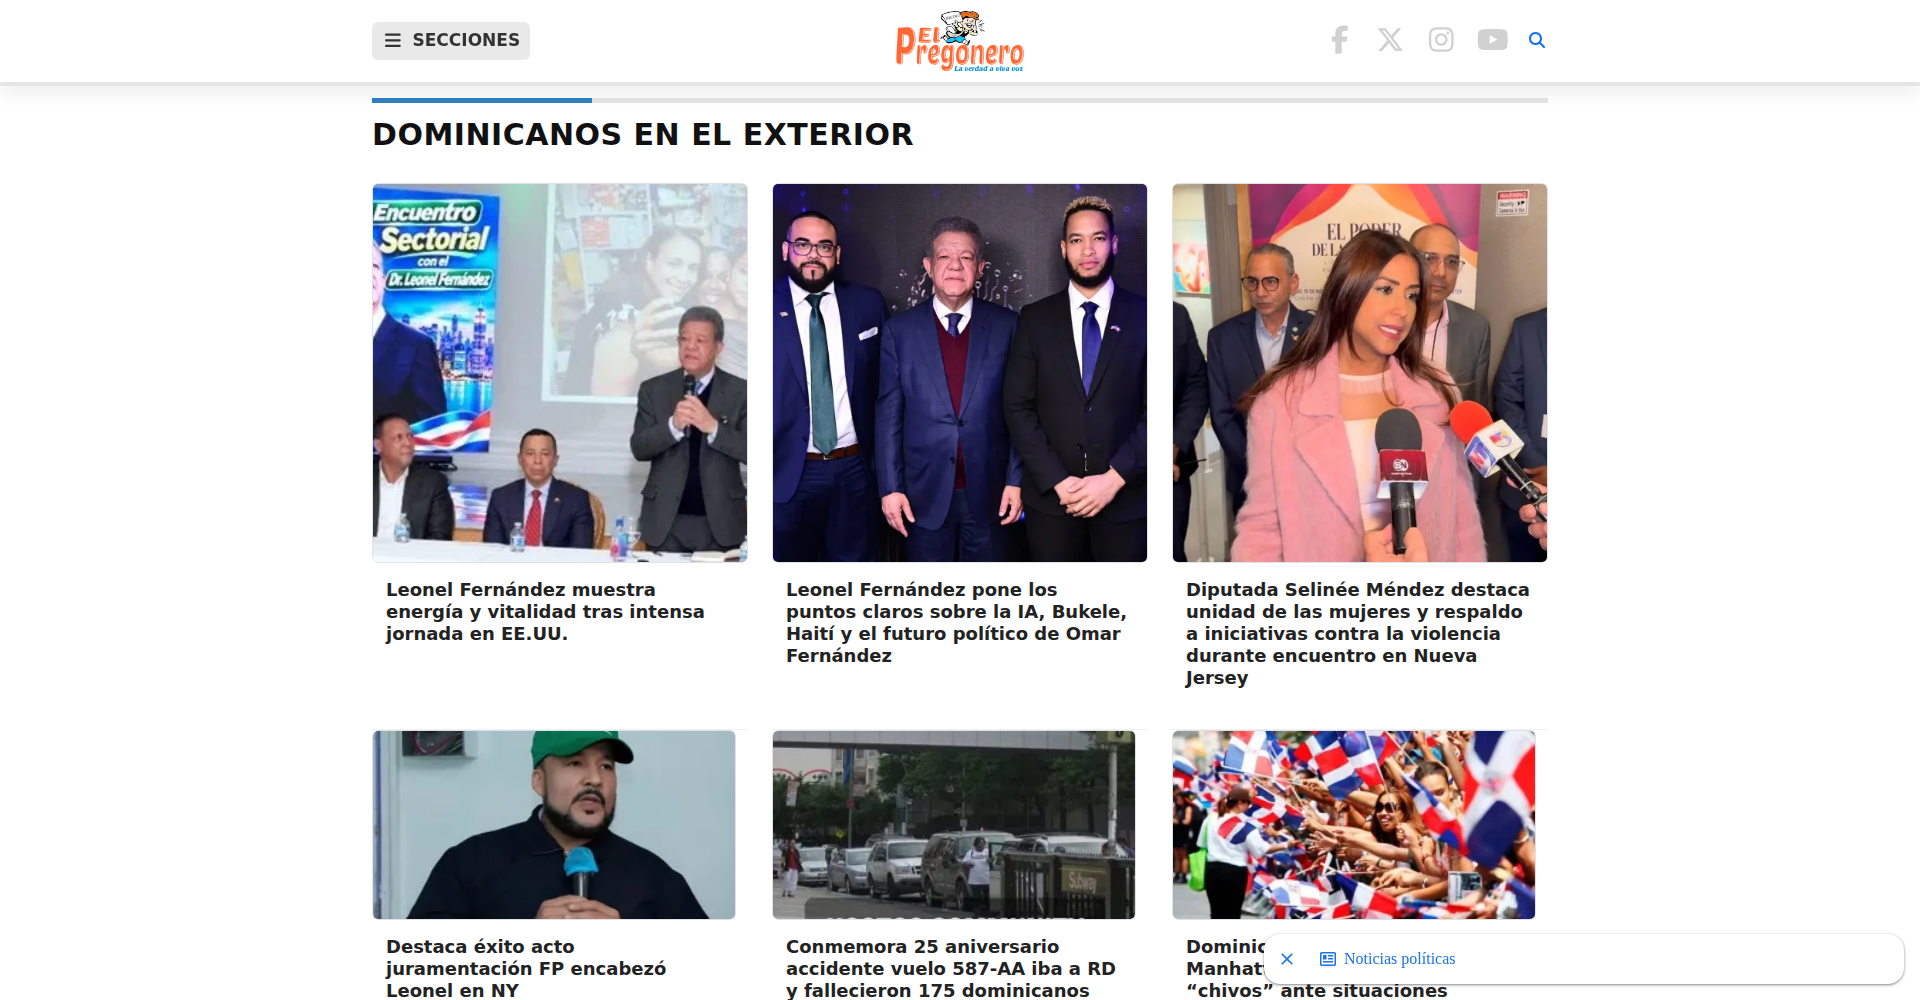 SECCIONES
EL
Pregonero
La verdad a viva voz
DOMINICANOS EN EL EXTERIOR
Encuentro
Sectorial
con el
Dr. Leonel Fernández
EL PODER
DE LA
WARNING
Leonel Fernández muestra
energía y vitalidad tras intensa
jornada en EE.UU.
Leonel Fernández pone los
puntos claros sobre la IA, Bukele,
Haití y el futuro político de Omar
Fernández
Diputada Selinée Méndez destaca
unidad de las mujeres y respaldo
a iniciativas contra la violencia
durante encuentro en Nueva
Jersey
Subway
Destaca éxito acto
juramentación FP encabezó
Leonel en NY
Conmemora 25 aniversario
accidente vuelo 587-AA iba a RD
y fallecieron 175 dominicanos
“chivos” ante situaciones
Noticias políticas